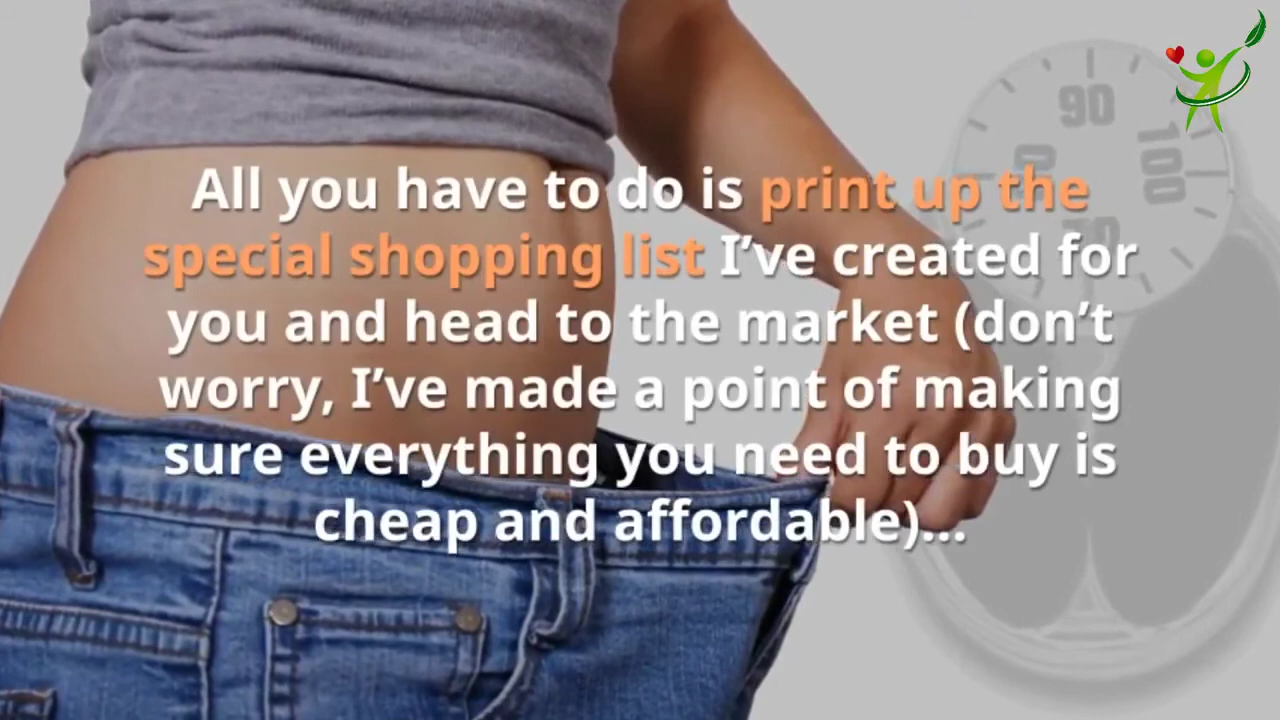 All you have to do is print up the
special shopping list I’ve created for
you and head to the market (don’t
worry, I’ve made a point of making
sure everything you need to buy is
cheap and affordable)...
90
100